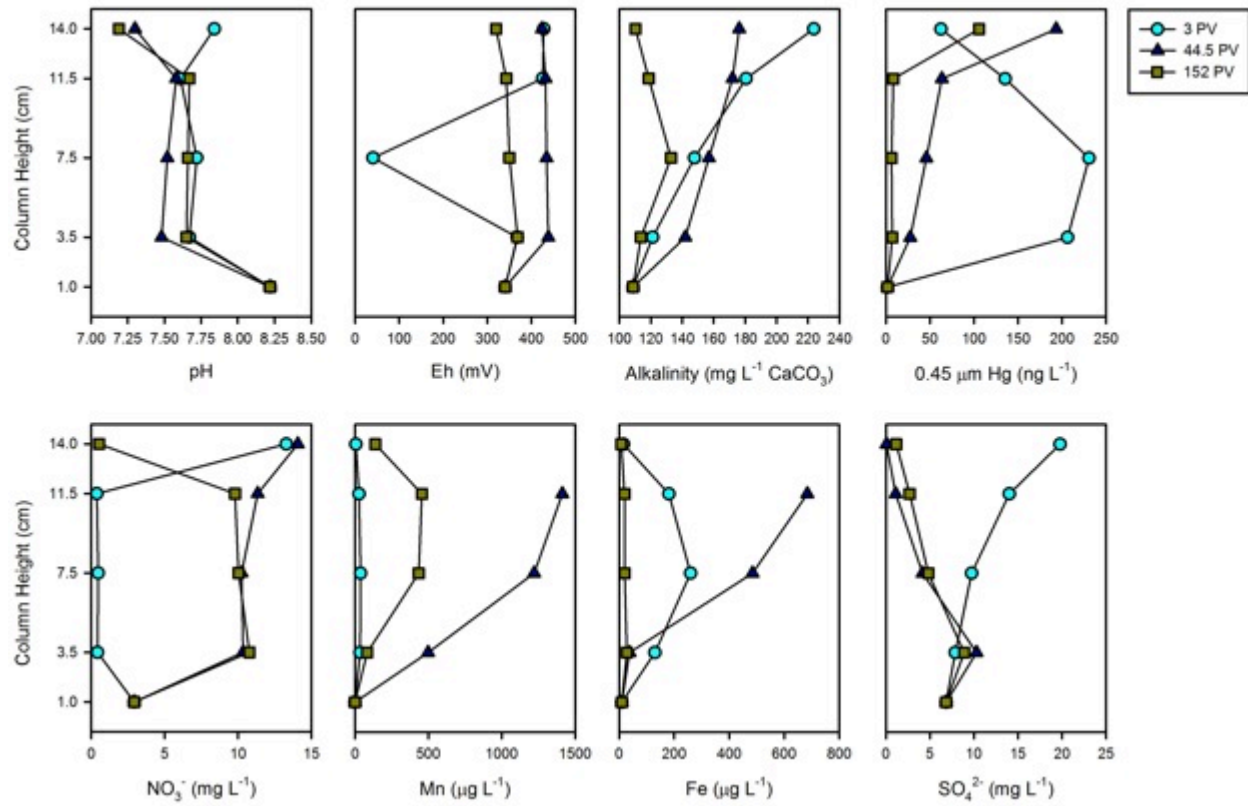 3 PV
44.5 PV
152 PV
Column Height (cm)
14.0
11.5
7.5
3.5
1.0
7.00 7.25 7.50 7.75 8.00 8.25 8.50
pH
0 100 200 300 400 500
Eh (mV)
100 120 140 160 180 200 220 240
Alkalinity (mg L⁻¹ CaCO₃)
0 50 100 150 200 250
0.45 µm Hg (ng L⁻¹)
Column Height (cm)
14.0
11.5
7.5
3.5
1.0
0 5 10 15
NO₃⁻ (mg L⁻¹)
0 500 1000 1500
Mn (µg L⁻¹)
0 200 400 600 800
Fe (µg L⁻¹)
0 5 10 15 20 25
SO₄²⁻ (mg L⁻¹)